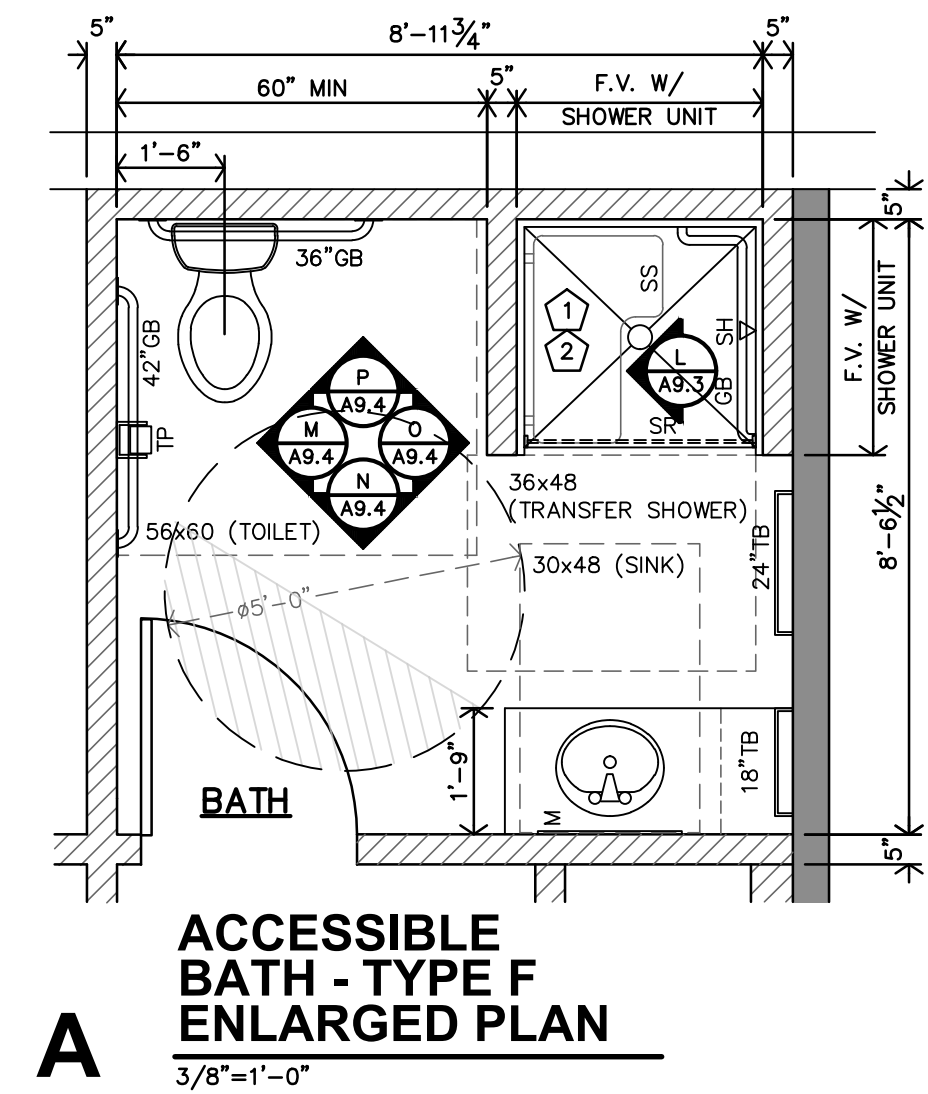 5" 8'-11¾" 5"
60" MIN 5" F.V. W/
SHOWER UNIT
1'-6"
5"
36"GB
42"GB
TP
SS
1
2
SH
GB
SR
L
A9.3
F.V. W/
SHOWER UNIT
P
A9.4
M
A9.4
O
A9.4
N
A9.4
36x48
(TRANSFER SHOWER)
56x60 (TOILET)
30x48 (SINK)
24"TB
8'-6½"
ø5'-0"
1'-9"
18"TB
M
BATH
5"
ACCESSIBLE
BATH - TYPE F
ENLARGED PLAN
A
3/8"=1'-0"